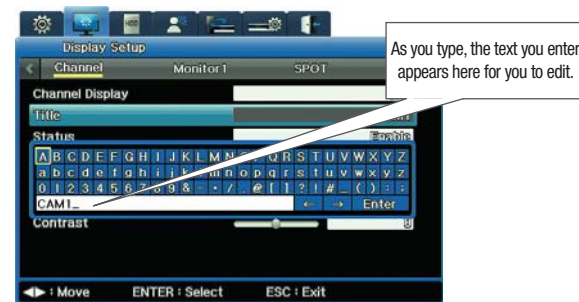 HDD
Display Setup
As you type, the text you enter
appears here for you to edit.
< Channel Monitor1 SPOT
Channel Display
Title
Status Enable
A B C D E F G H I J K L M N O P Q R S T U V W X Y Z
a b c d e f g h i j k l m n o p q r s t u v w x y z
0 1 2 3 4 5 6 7 8 9 & - • / . @ [ ] ? ! # _ ( ) : ;
CAM1_ ← → Enter
Contrast
◀▶ : Move ENTER : Select ESC : Exit